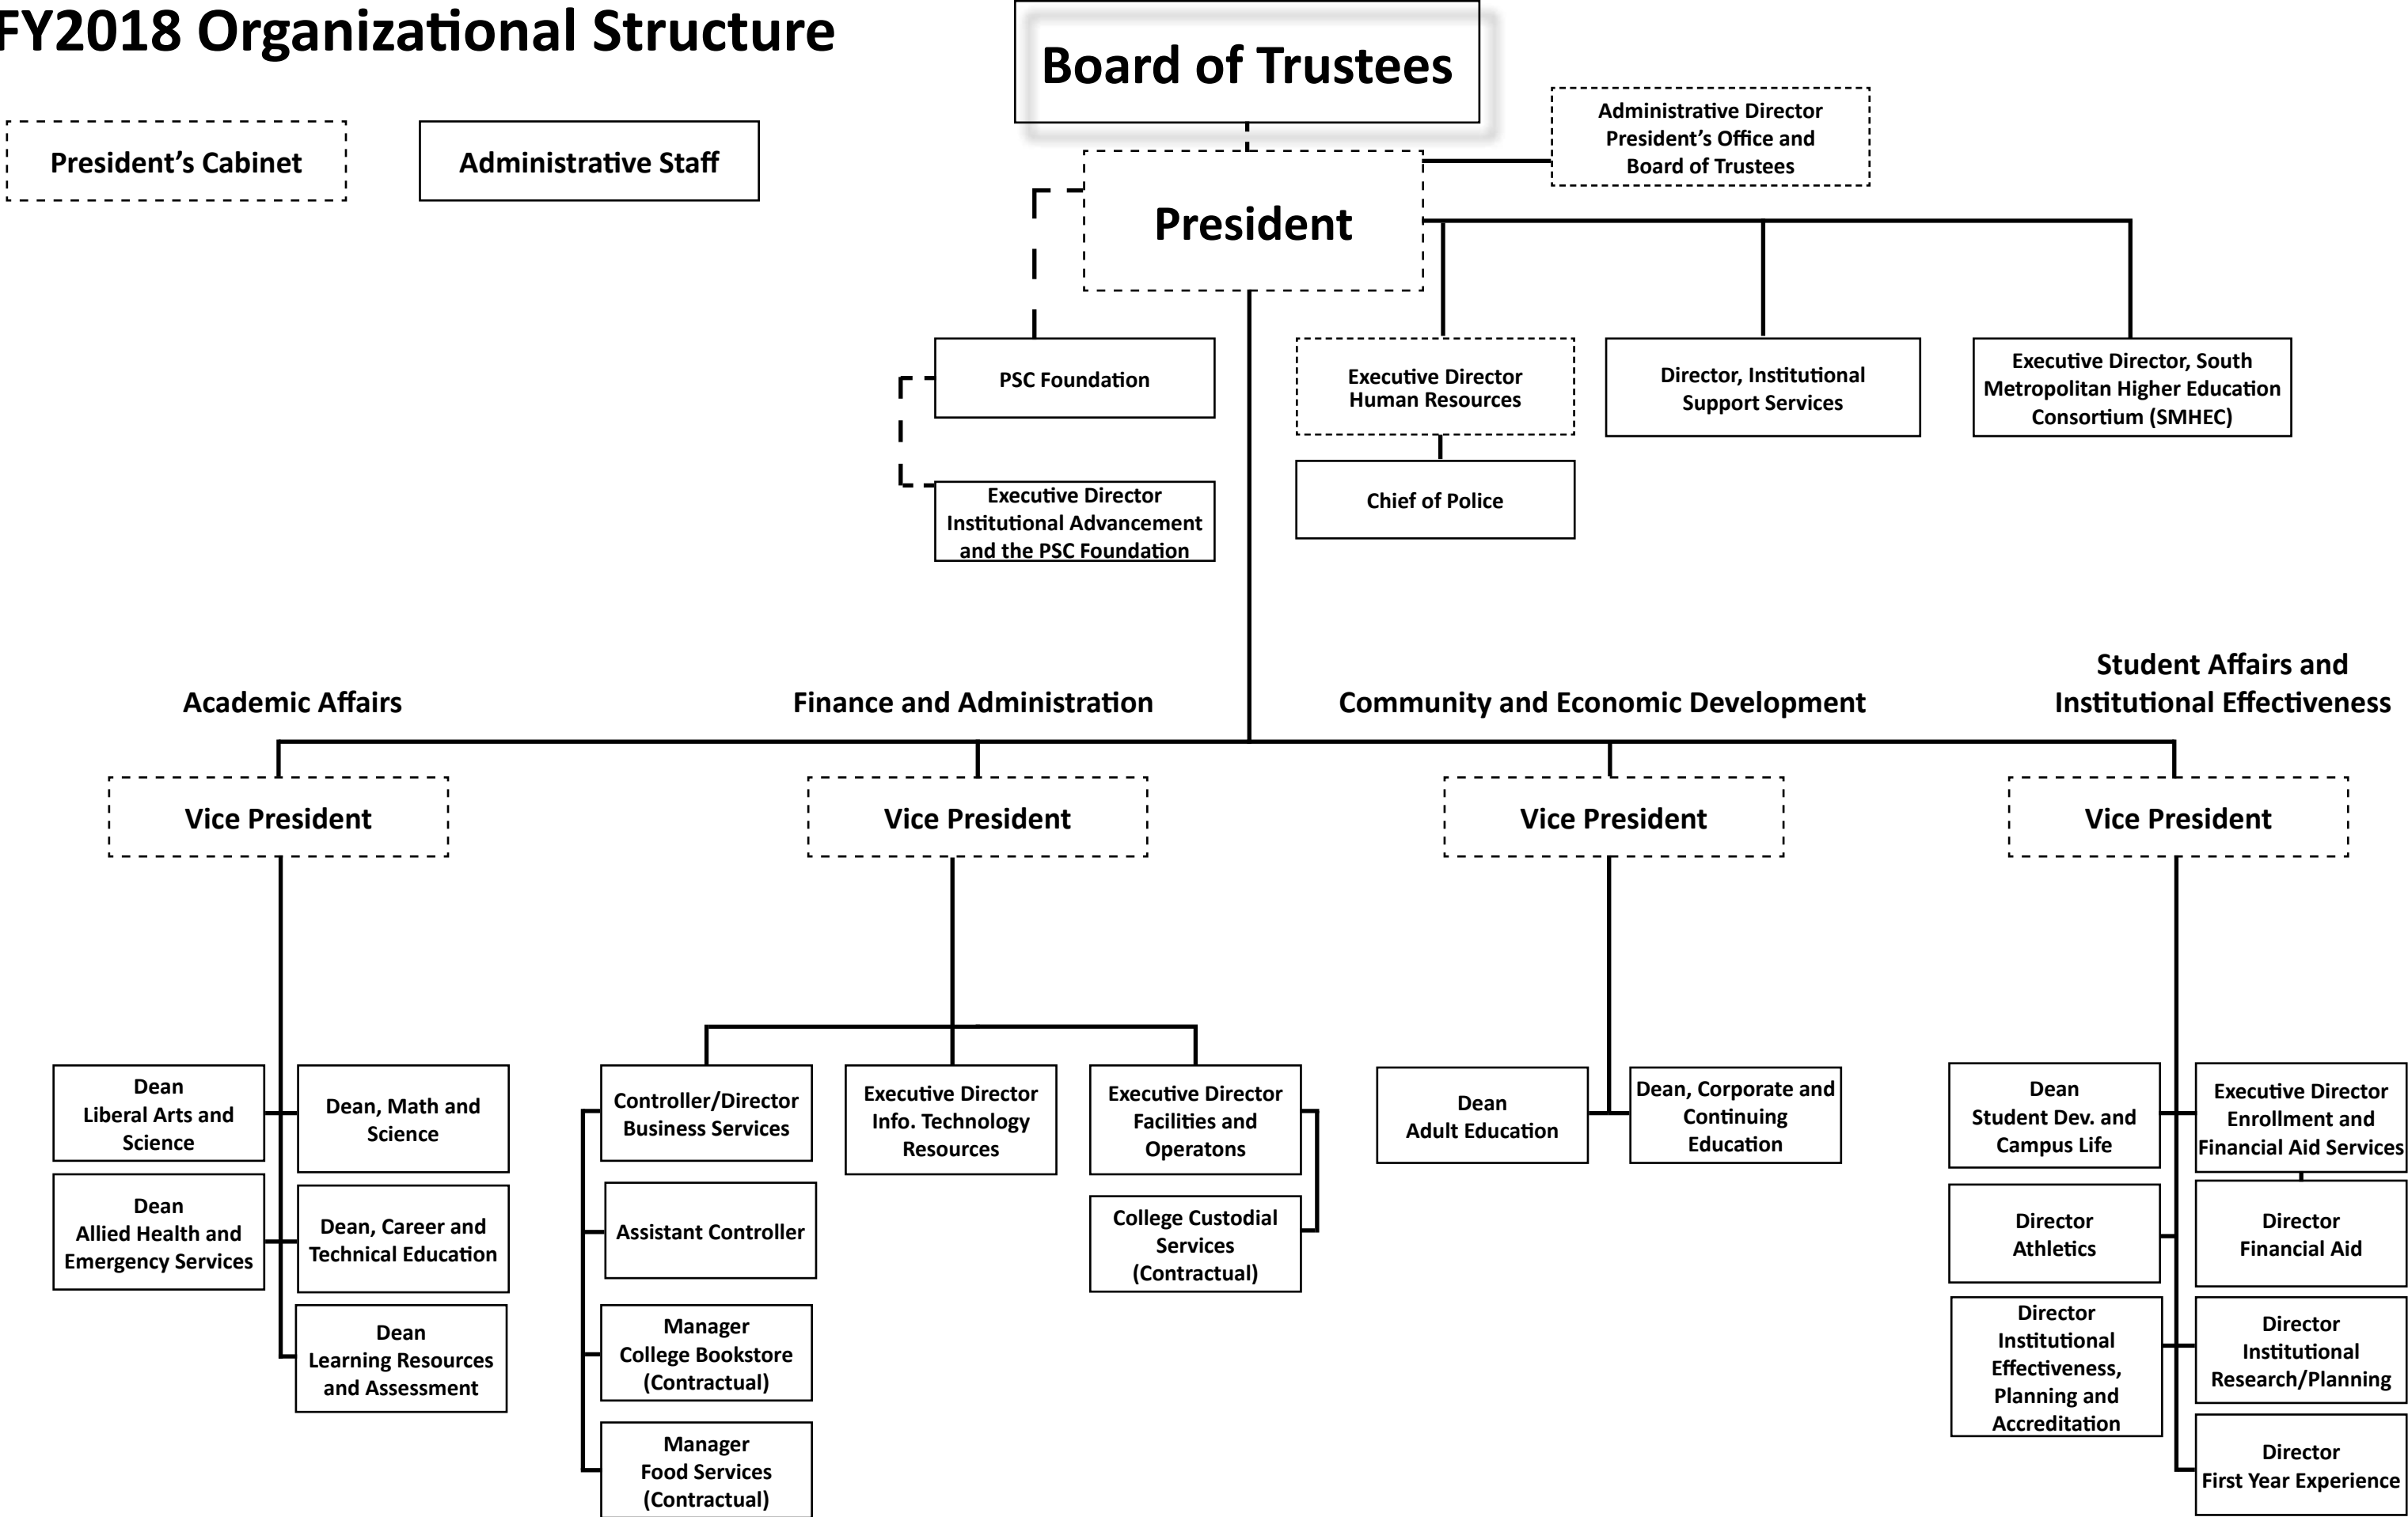 FY2018 Organizational Structure
Board of Trustees
President's Cabinet
Administrative Staff
Administrative Director
President's Office and
Board of Trustees
President
PSC Foundation
Executive Director
Human Resources
Director, Institutional
Support Services
Executive Director, South
Metropolitan Higher Education
Consortium (SMHEC)
Executive Director
Institutional Advancement
and the PSC Foundation
Chief of Police
Academic Affairs
Finance and Administration
Community and Economic Development
Student Affairs and
Institutional Effectiveness
Vice President
Vice President
Vice President
Vice President
Dean
Liberal Arts and
Science
Dean, Math and
Science
Dean
Allied Health and
Emergency Services
Dean, Career and
Technical Education
Dean
Learning Resources
and Assessment
Controller/Director
Business Services
Assistant Controller
Manager
College Bookstore
(Contractual)
Manager
Food Services
(Contractual)
Executive Director
Info. Technology
Resources
Executive Director
Facilities and
Operatons
College Custodial
Services
(Contractual)
Dean
Adult Education
Dean, Corporate and
Continuing
Education
Dean
Student Dev. and
Campus Life
Executive Director
Enrollment and
Financial Aid Services
Director
Athletics
Director
Financial Aid
Director
Institutional
Effectiveness,
Planning and
Accreditation
Director
Institutional
Research/Planning
Director
First Year Experience